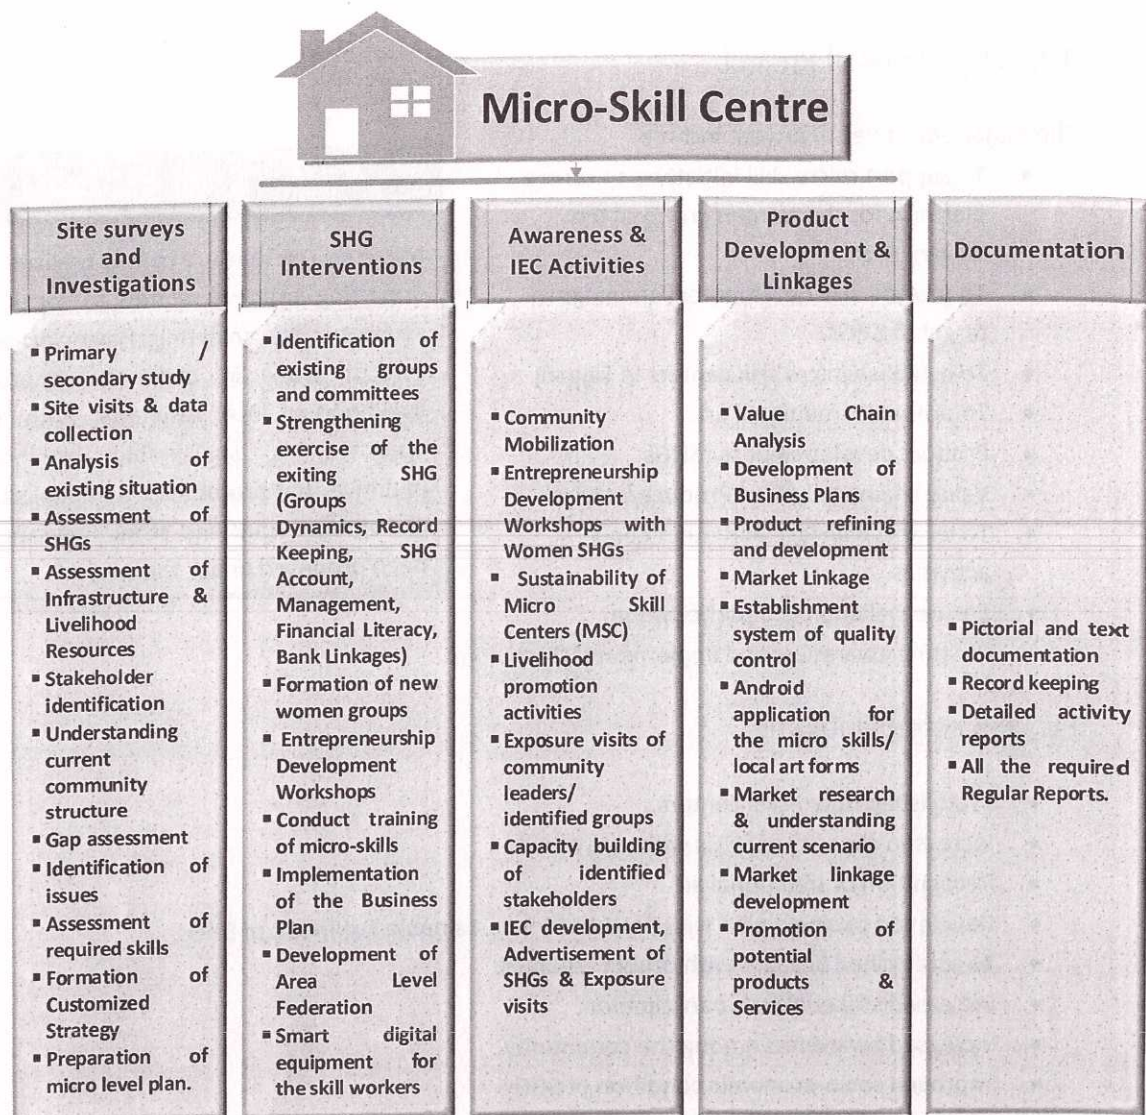 Micro-Skill Centre
Site surveys
and
Investigations
Primary /
secondary study
Site visits & data
collection
Analysis of
existing situation
Assessment of
SHGs
Assessment of
Infrastructure &
Livelihood
Resources
Stakeholder
identification
Understanding
current
community
structure
Gap assessment
Identification of
issues
Assessment of
required skills
Formation of
Customized
Strategy
Preparation of
micro level plan.
SHG
Interventions
Identification of
existing groups
and committees
Strengthening
exercise of the
exiting SHG
(Groups
Dynamics, Record
Keeping, SHG
Account,
Management,
Financial Literacy,
Bank Linkages)
Formation of new
women groups
Entrepreneurship
Development
Workshops
Conduct training
of micro-skills
Implementation
of the Business
Plan
Development of
Area Level
Federation
Smart digital
equipment for
the skill workers
Awareness &
IEC Activities
Community
Mobilization
Entrepreneurship
Development
Workshops with
Women SHGs
Sustainability of
Micro Skill
Centers (MSC)
Livelihood
promotion
activities
Exposure visits of
community
leaders/
identified groups
Capacity building
of identified
stakeholders
IEC development,
Advertisement of
SHGs & Exposure
visits
Product
Development &
Linkages
Value Chain
Analysis
Development of
Business Plans
Product refining
and development
Market Linkage
Establishment
system of quality
control
Android
application for
the micro skills/
local art forms
Market research
& understanding
current scenario
Market linkage
development
Promotion of
potential
products &
Services
Documentation
Pictorial and text
documentation
Record keeping
Detailed activity
reports
All the required
Regular Reports.